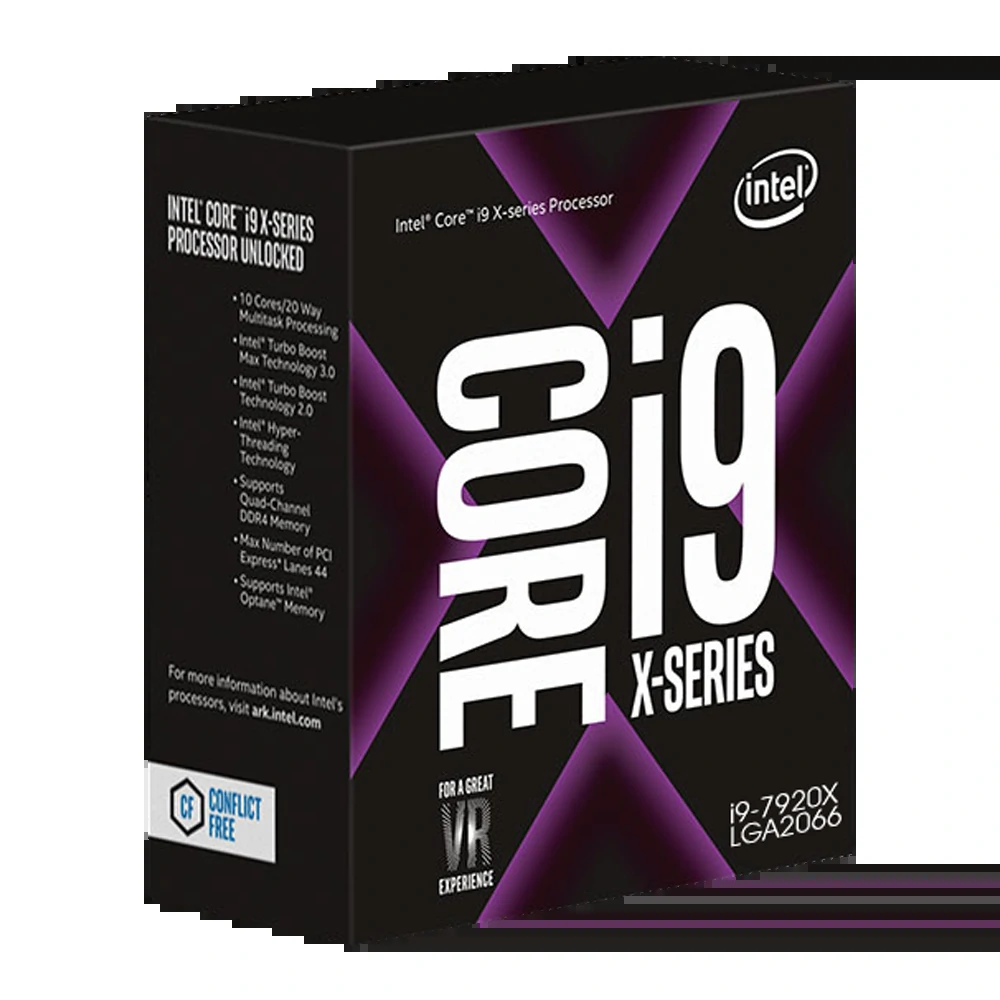 INTEL® CORE™ i9 X-SERIES
PROCESSOR UNLOCKED
• 10 Cores/20 Way
Multitask Processing
• Intel® Turbo Boost
Max Technology 3.0
• Intel® Turbo Boost
Technology 2.0
• Intel® Hyper-
Threading
Technology
• Supports
Quad-Channel
DDR4 Memory
• Max Number of PCI
Express® Lanes 44
• Supports Intel®
Optane™ Memory
For more information about Intel's
processors, visit ark.intel.com
CF
CONFLICT
FREE
Intel® Core™ i9 X-series Processor
intel®
CORE
i9
X-SERIES
FOR A GREAT
VR
EXPERIENCE
i9-7920X
LGA2066